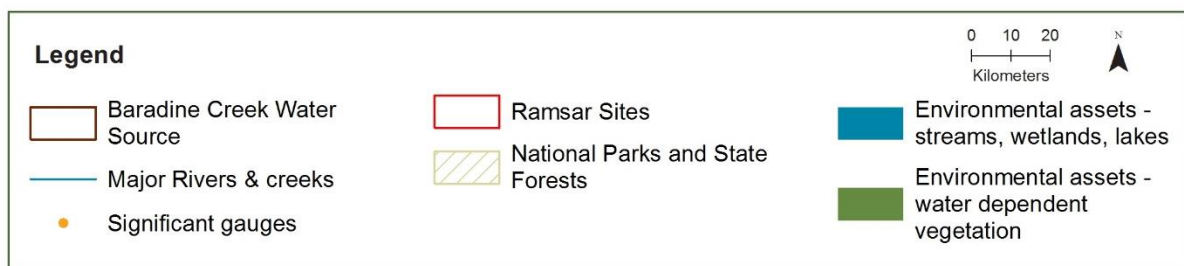 Legend
0 10 20
Kilometers
N
Baradine Creek Water
Source
Major Rivers & creeks
Significant gauges
Ramsar Sites
National Parks and State
Forests
Environmental assets -
streams, wetlands, lakes
Environmental assets -
water dependent
vegetation